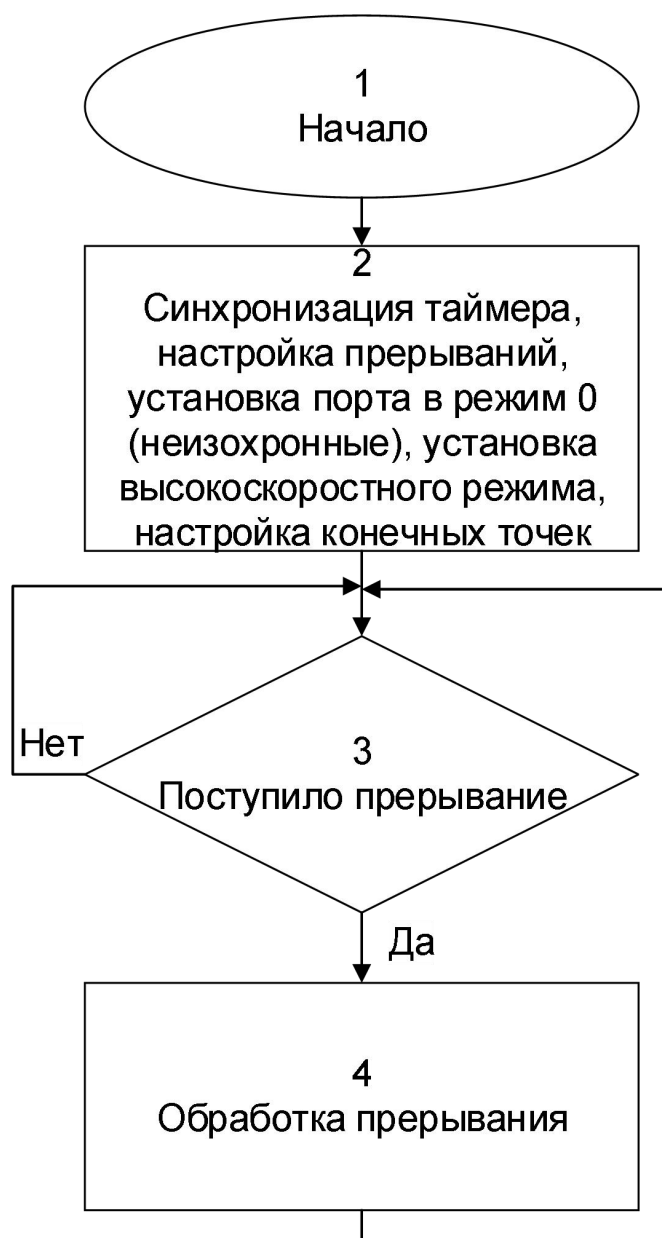 1
Начало
2
Синхронизация таймера,
настройка прерываний,
установка порта в режим 0
(неизохронные), установка
высокоскоростного режима,
настройка конечных точек
Нет
3
Поступило прерывание
Да
4
Обработка прерывания